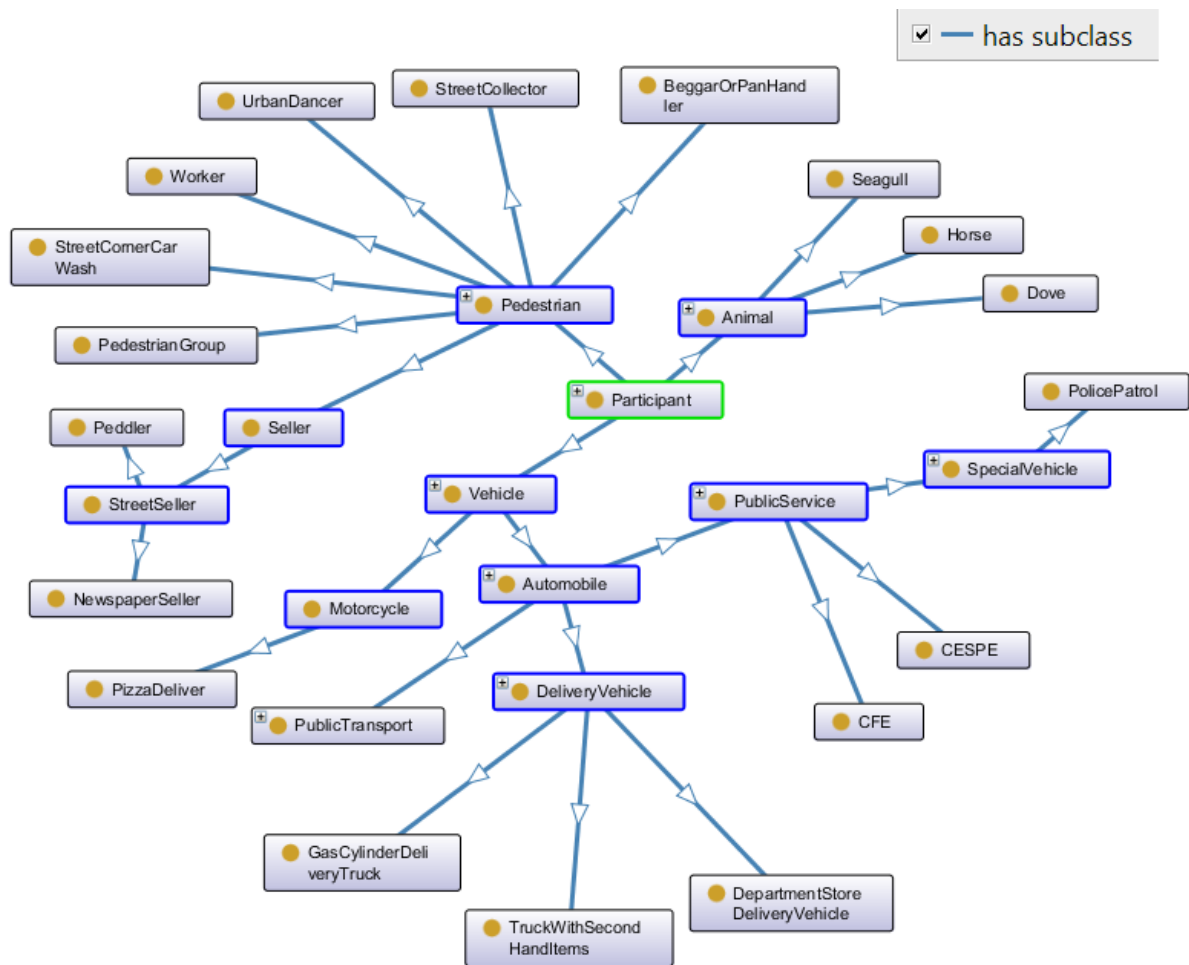 has subclass
UrbanDancer
StreetCollector
BeggarOrPanHand
ler
Worker
Seagull
StreetCornerCar
Wash
Horse
Pedestrian
Animal
Dove
PedestrianGroup
Participant
PolicePatrol
Peddler
Seller
SpecialVehicle
StreetSeller
Vehicle
PublicService
NewspaperSeller
Motorcycle
Automobile
CESPE
PizzaDeliver
DeliveryVehicle
PublicTransport
CFE
GasCylinderDeli
veryTruck
DepartmentStore
DeliveryVehicle
TruckWithSecond
HandItems